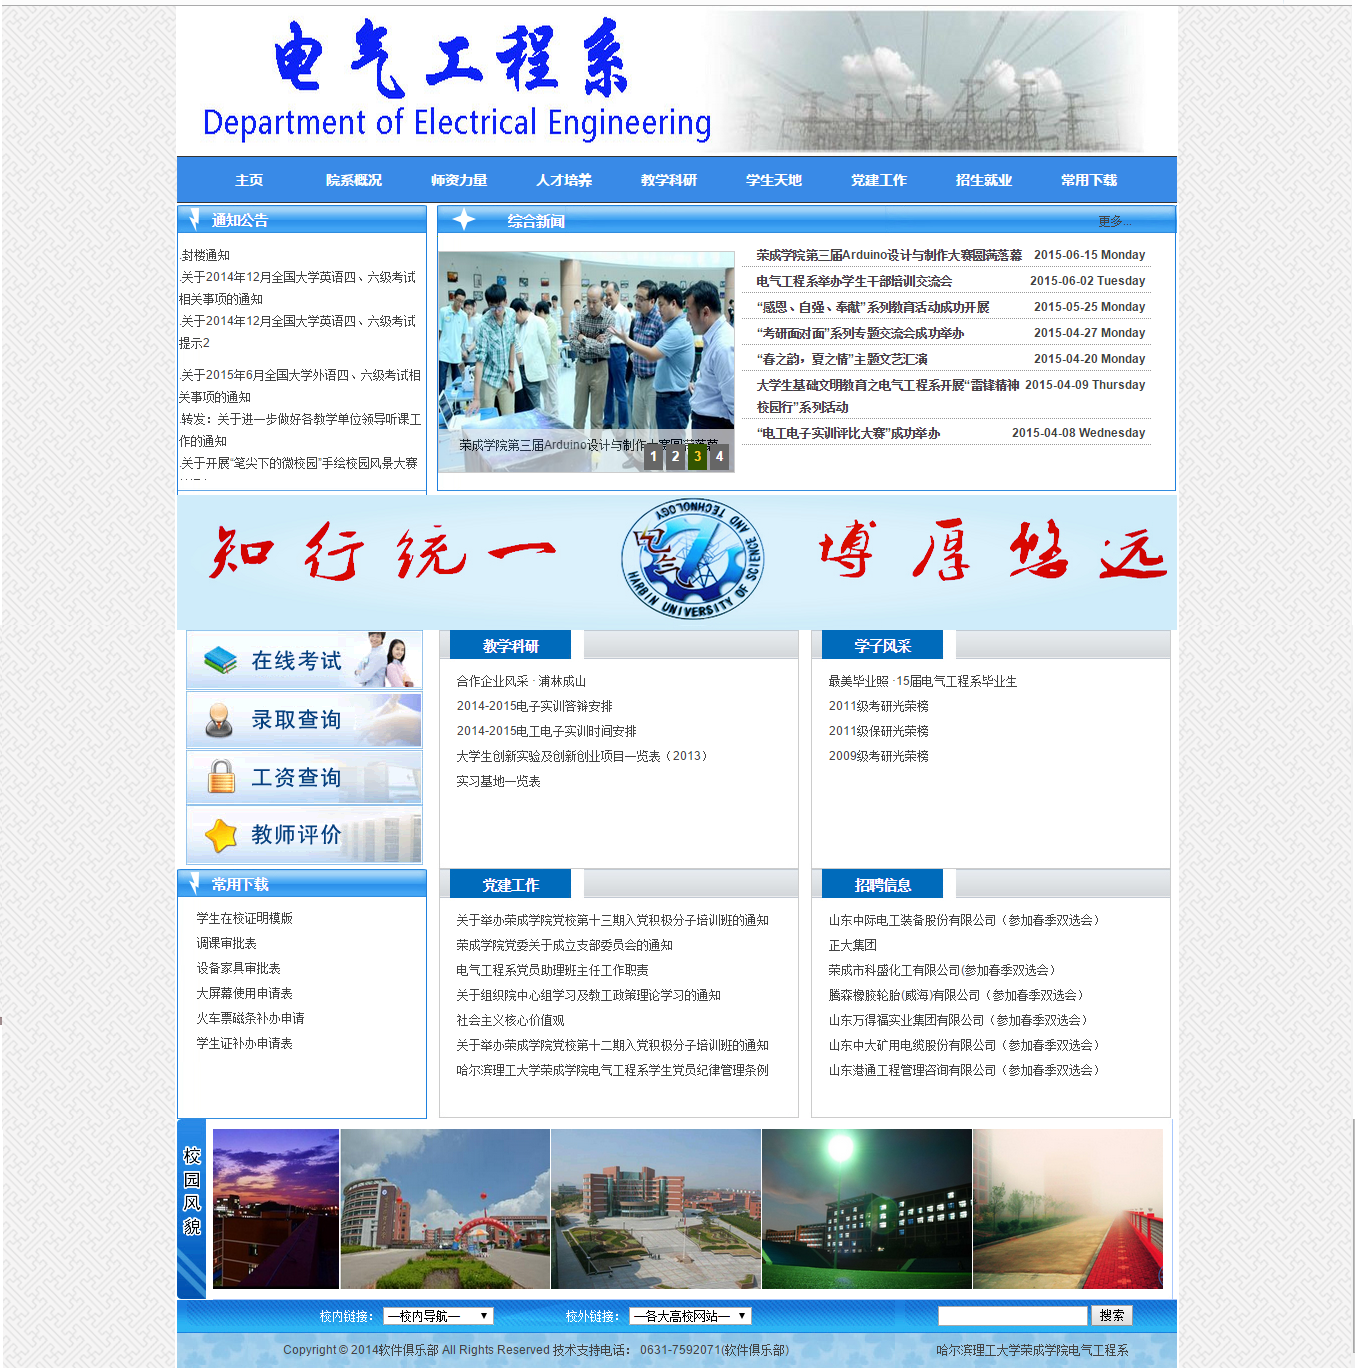 电气工程系
Department of Electrical Engineering
主页 院系概况 师资力量 人才培养 教学科研 学生天地 党建工作 招生就业 常用下载
通知公告
.封楼通知
.关于2014年12月全国大学英语四、六级考试
相关事项的通知
.关于2014年12月全国大学英语四、六级考试
提示2
.关于2015年6月全国大学外语四、六级考试相
关事项的通知
.转发：关于进一步做好各教学单位领导听课工
作的通知
.关于开展“笔尖下的微校园”手绘校园风景大赛
综合新闻 更多...
荣成学院第三届Arduino设计与制作大赛圆满落幕
1 2 3 4
荣成学院第三届Arduino设计与制作大赛圆满落幕 2015-06-15 Monday
电气工程系举办学生干部培训交流会 2015-06-02 Tuesday
“感恩、自强、奉献”系列教育活动成功开展 2015-05-25 Monday
“考研面对面”系列专题交流会成功举办 2015-04-27 Monday
“春之韵，夏之情”主题文艺汇演 2015-04-20 Monday
大学生基础文明教育之电气工程系开展“雷锋精神 2015-04-09 Thursday
校园行”系列活动
“电工电子实训评比大赛”成功举办 2015-04-08 Wednesday
知行统一 博厚悠远
HARBIN UNIVERSITY OF SCIENCE AND TECHNOLOGY
电气
在线考试
录取查询
工资查询
教师评价
教学科研
合作企业风采 · 浦林成山
2014-2015电子实训答辩安排
2014-2015电工电子实训时间安排
大学生创新实验及创新创业项目一览表（2013）
实习基地一览表
学子风采
最美毕业照 ·15届电气工程系毕业生
2011级考研光荣榜
2011级保研光荣榜
2009级考研光荣榜
常用下载
学生在校证明模版
调课审批表
设备家具审批表
大屏幕使用申请表
火车票磁条补办申请
学生证补办申请表
党建工作
关于举办荣成学院党校第十三期入党积极分子培训班的通知
荣成学院党委关于成立支部委员会的通知
电气工程系党员助理班主任工作职责
关于组织院中心组学习及教工政策理论学习的通知
社会主义核心价值观
关于举办荣成学院党校第十二期入党积极分子培训班的通知
哈尔滨理工大学荣成学院电气工程系学生党员纪律管理条例
招聘信息
山东中际电工装备股份有限公司（参加春季双选会）
正大集团
荣成市科盛化工有限公司(参加春季双选会）
腾森橡胶轮胎(威海)有限公司（参加春季双选会）
山东万得福实业集团有限公司（参加春季双选会）
山东中大矿用电缆股份有限公司（参加春季双选会）
山东港通工程管理咨询有限公司（参加春季双选会）
校园风貌
校内链接： —校内导航— 校外链接： —各大高校网站— 搜索
Copyright © 2014软件俱乐部 All Rights Reserved 技术支持电话： 0631-7592071(软件俱乐部) 哈尔滨理工大学荣成学院电气工程系